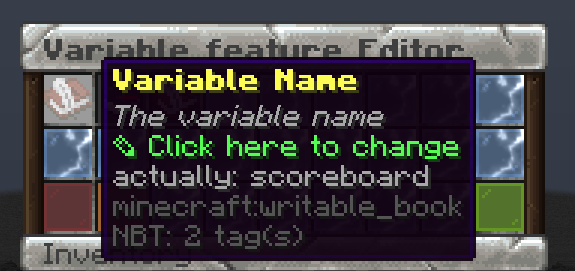 Variable feature Editor
Variable Name
The variable name
✎ Click here to change
actually: scoreboard
minecraft:writable_book
NBT: 2 tag(s)
Inventory